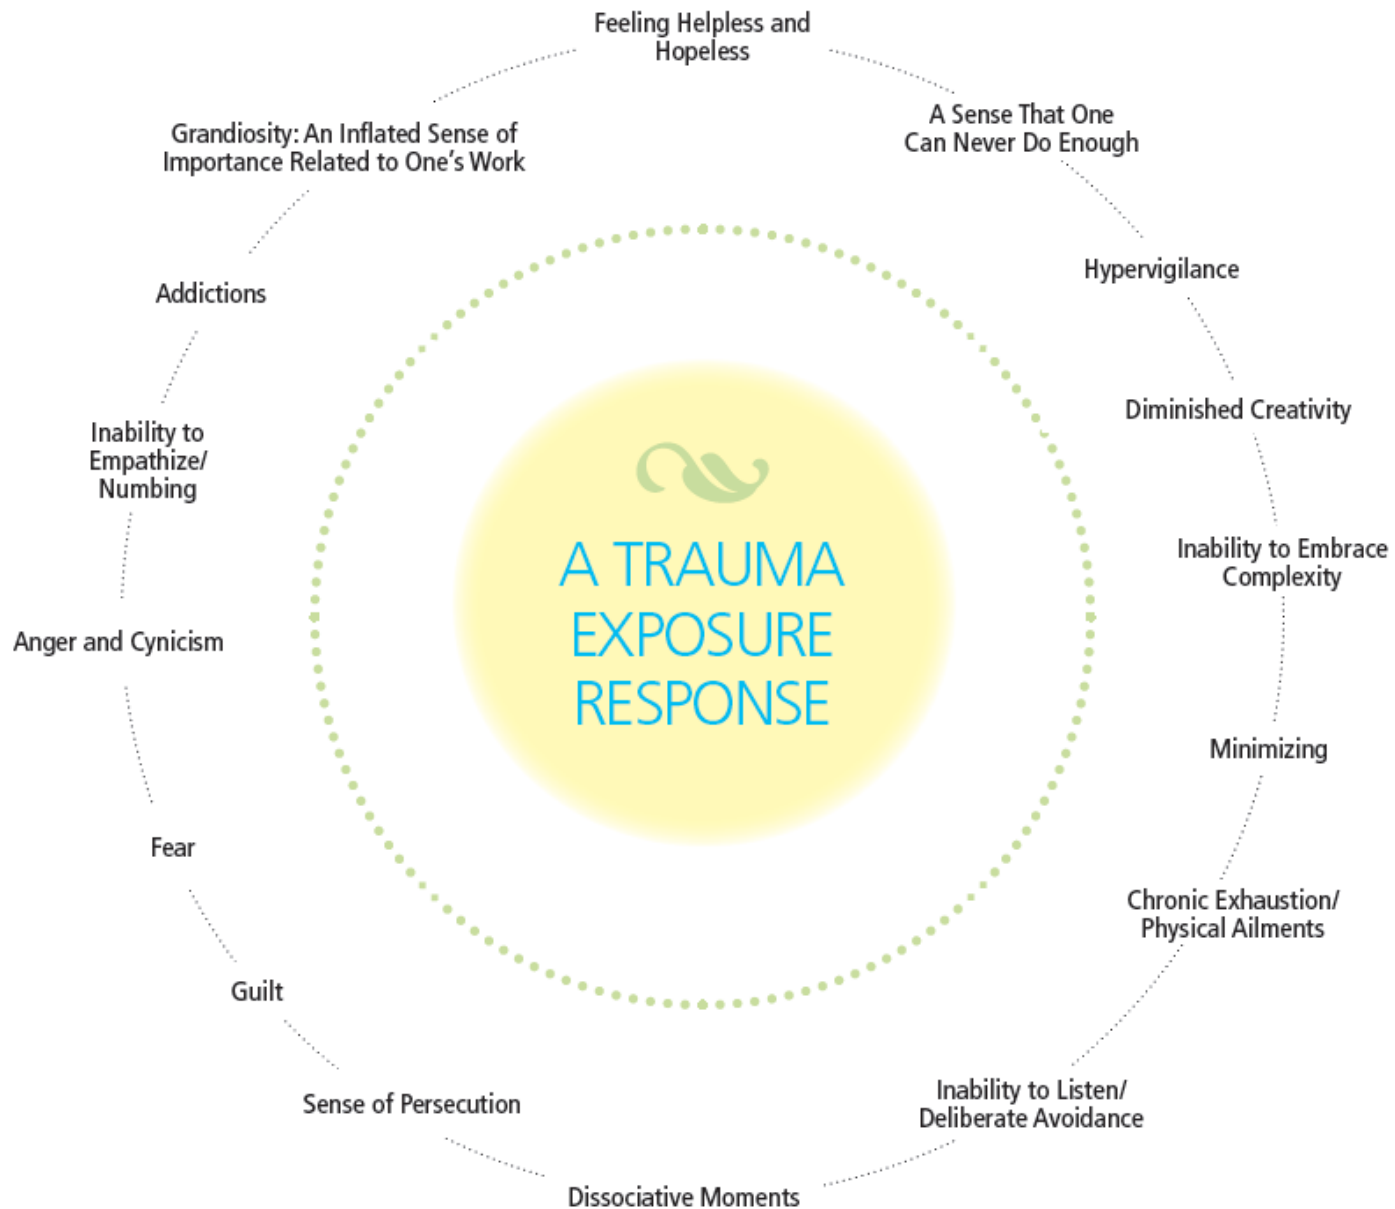 Feeling Helpless and
Hopeless
A Sense That One
Can Never Do Enough
Hypervigilance
Diminished Creativity
Inability to Embrace
Complexity
Minimizing
Chronic Exhaustion/
Physical Ailments
Inability to Listen/
Deliberate Avoidance
Dissociative Moments
Sense of Persecution
Guilt
Fear
Anger and Cynicism
Inability to
Empathize/
Numbing
Addictions
Grandiosity: An Inflated Sense of
Importance Related to One’s Work
A TRAUMA
EXPOSURE
RESPONSE